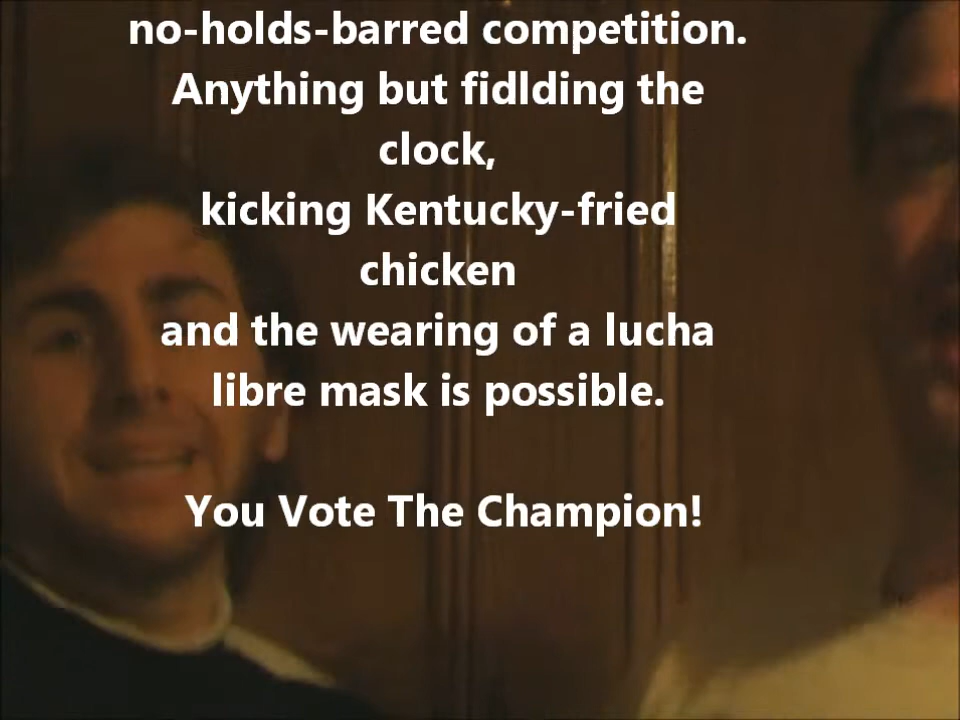 no-holds-barred competition.
Anything but fidlding the
clock,
kicking Kentucky-fried
chicken
and the wearing of a lucha
libre mask is possible.
You Vote The Champion!